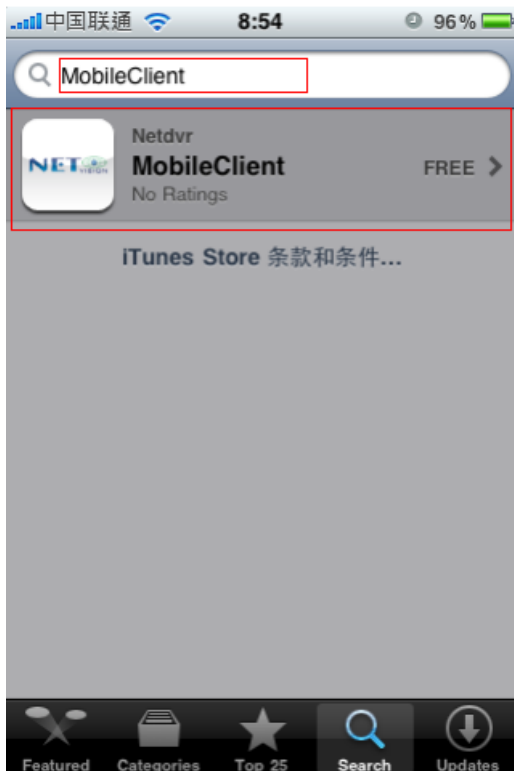 中国联通 8:54 96%
MobileClient
Netdvr
NET VISION
MobileClient
FREE
No Ratings
iTunes Store 条款和条件...
Featured Categories Top 25 Search Updates